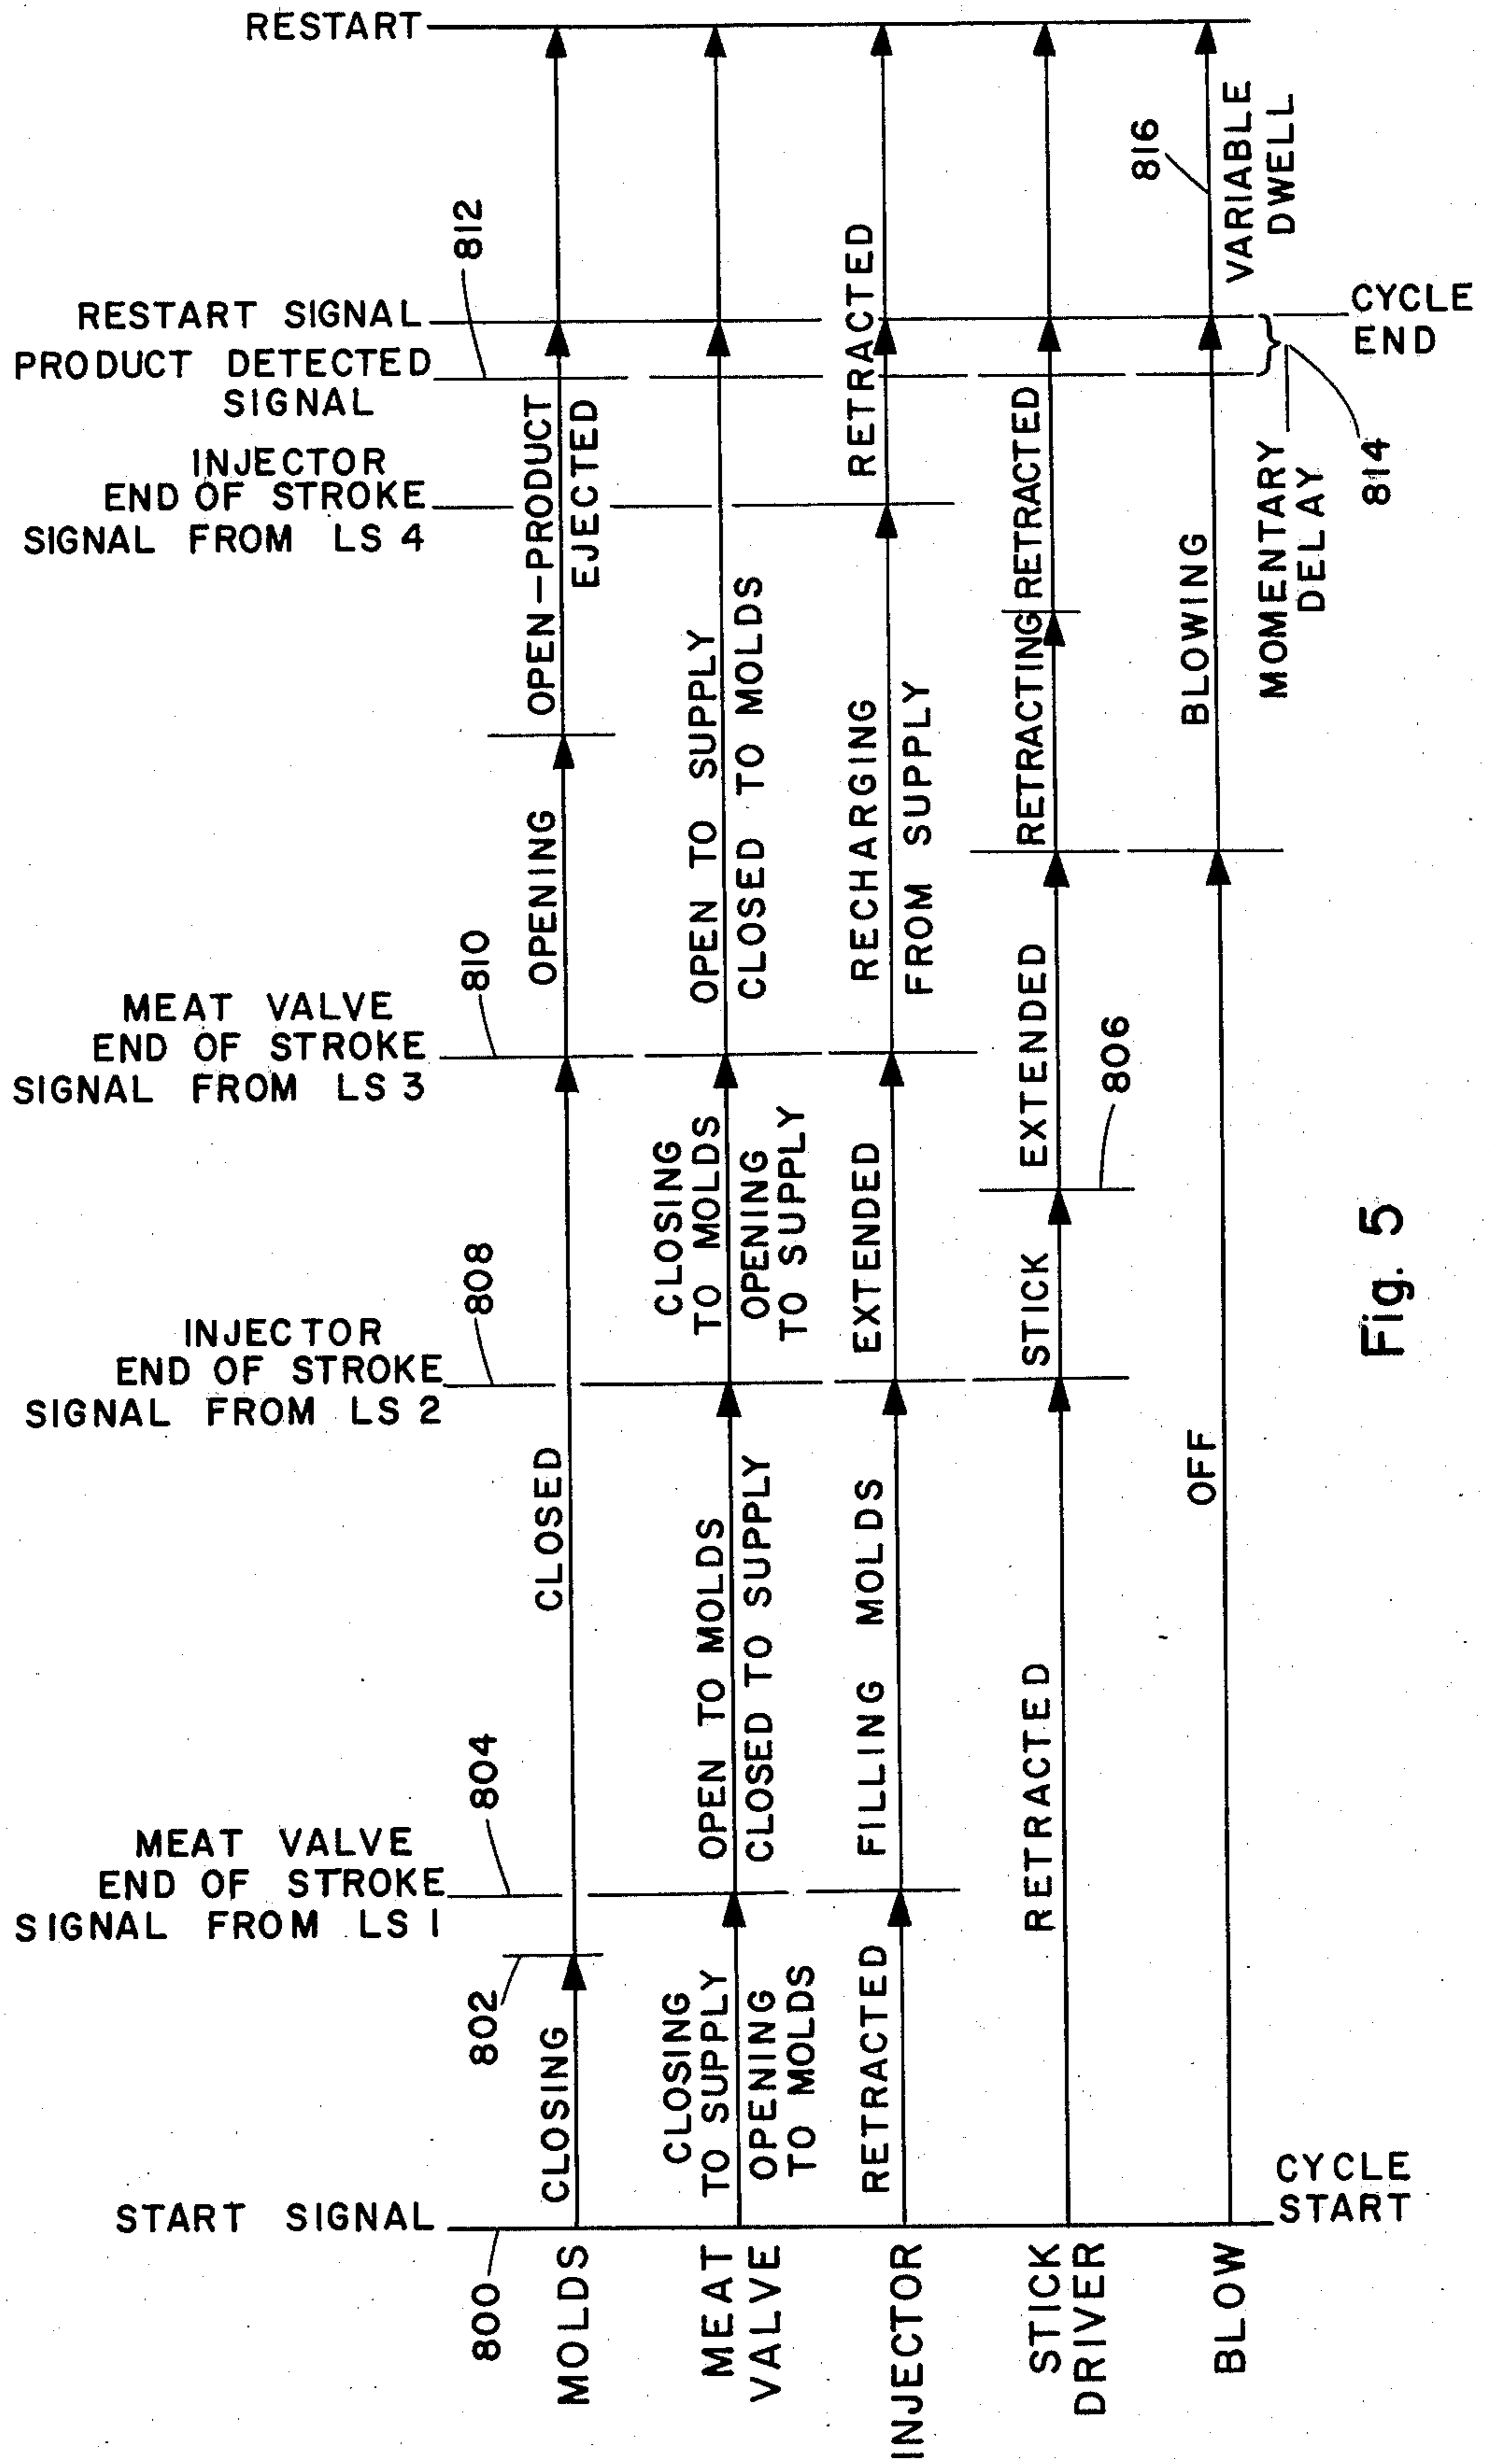 RESTART
RESTART SIGNAL
PRODUCT DETECTED
SIGNAL
812
INJECTOR
END OF STROKE
SIGNAL FROM LS 4
MEAT VALVE
END OF STROKE
SIGNAL FROM LS 3
810
INJECTOR
END OF STROKE
SIGNAL FROM LS 2
808
MEAT VALVE
END OF STROKE
SIGNAL FROM LS 1
804
802
START SIGNAL
800
MOLDS
CLOSING
CLOSED
OPENING
OPEN-PRODUCT
EJECTED
MEAT
VALVE
CLOSING
TO SUPPLY
OPENING
TO MOLDS
OPEN TO MOLDS
CLOSED TO SUPPLY
CLOSING
TO MOLDS
OPENING
TO SUPPLY
OPEN TO SUPPLY
CLOSED TO MOLDS
INJECTOR
RETRACTED
FILLING MOLDS
EXTENDED
RECHARGING
FROM SUPPLY
RETRACTED
STICK
DRIVER
RETRACTED
STICK
EXTENDED
806
RETRACTING
RETRACTED
BLOW
OFF
BLOWING
VARIABLE
DWELL
816
MOMENTARY
DELAY
814
CYCLE
START
CYCLE
END
Fig. 5